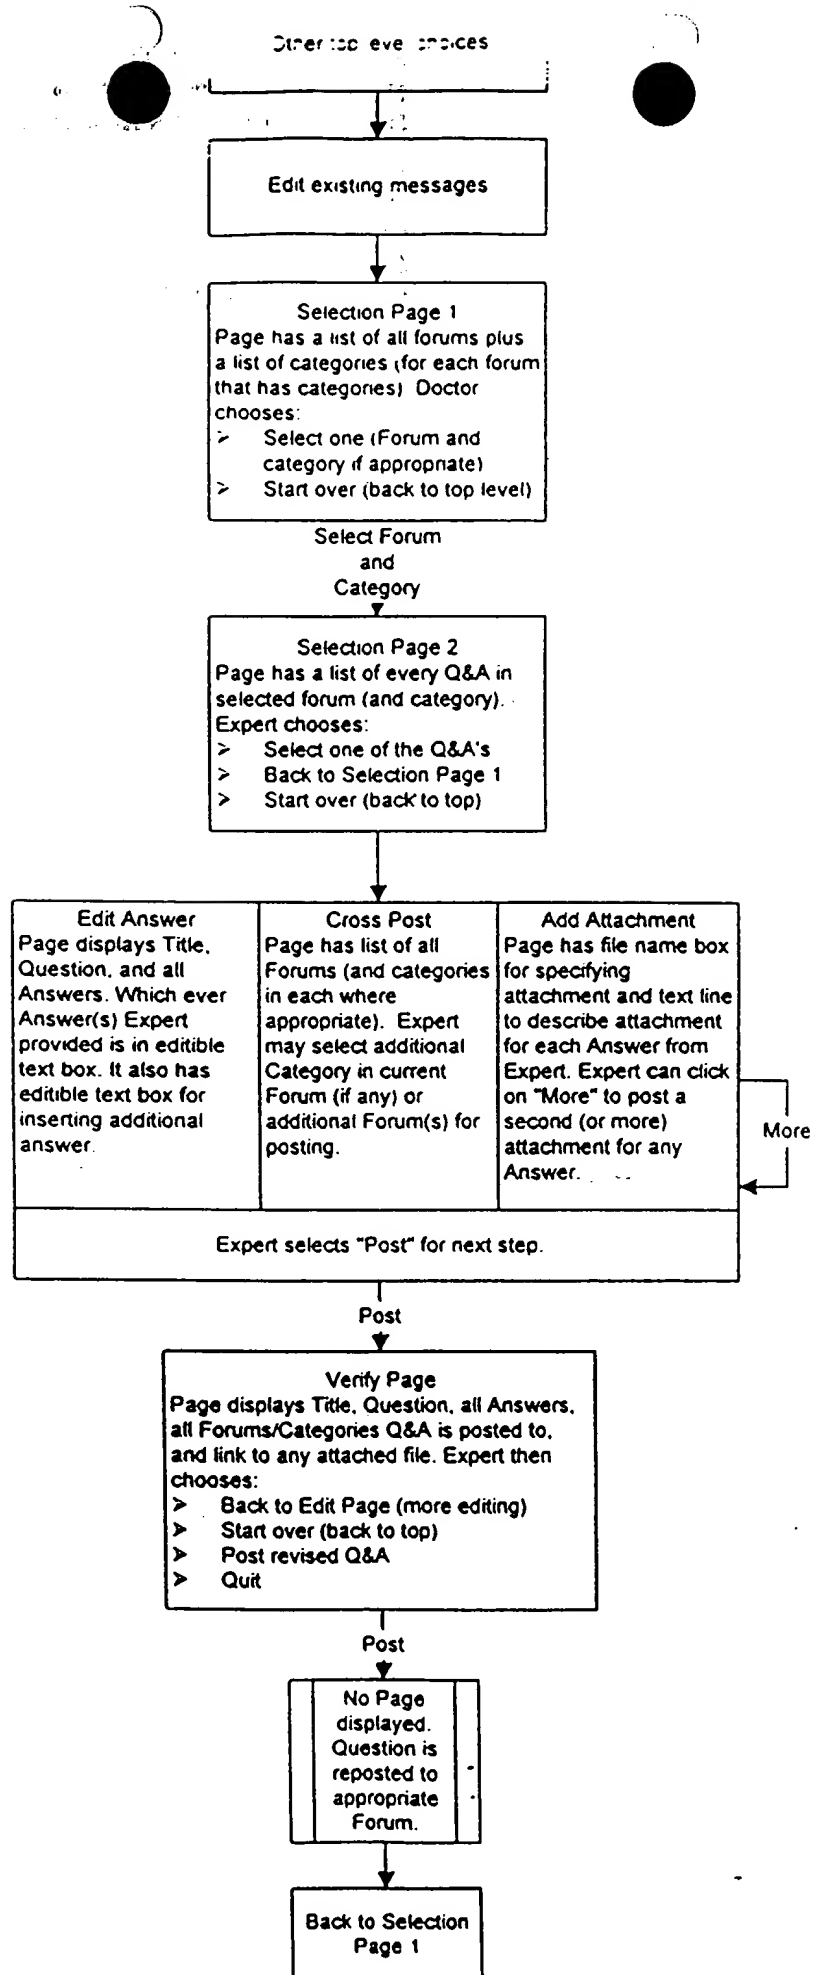 Other top level choices
Edit existing messages
Selection Page 1
Page has a list of all forums plus
a list of categories (for each forum
that has categories) Doctor
chooses:
➢ Select one (Forum and
category if appropriate)
➢ Start over (back to top level)
Select Forum
and
Category
Selection Page 2
Page has a list of every Q&A in
selected forum (and category).
Expert chooses:
➢ Select one of the Q&A's
➢ Back to Selection Page 1
➢ Start over (back to top)
Edit Answer
Page displays Title,
Question, and all
Answers. Which ever
Answer(s) Expert
provided is in editible
text box. It also has
editible text box for
inserting additional
answer.
Cross Post
Page has list of all
Forums (and categories
in each where
appropriate). Expert
may select additional
Category in current
Forum (if any) or
additional Forum(s) for
posting.
Add Attachment
Page has file name box
for specifying
attachment and text line
to describe attachment
for each Answer from
Expert. Expert can click
on "More" to post a
second (or more)
attachment for any
Answer.
More
Expert selects "Post" for next step.
Post
Verify Page
Page displays Title, Question, all Answers,
all Forums/Categories Q&A is posted to,
and link to any attached file. Expert then
chooses:
➢ Back to Edit Page (more editing)
➢ Start over (back to top)
➢ Post revised Q&A
➢ Quit
Post
No Page
displayed.
Question is
reposted to
appropriate
Forum.
Back to Selection
Page 1